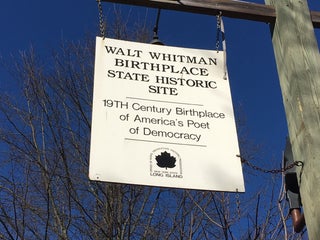 WALT WHITMAN
BIRTHPLACE
STATE HISTORIC
SITE
19TH Century Birthplace
of America's Poet
of Democracy
LONG ISLAND